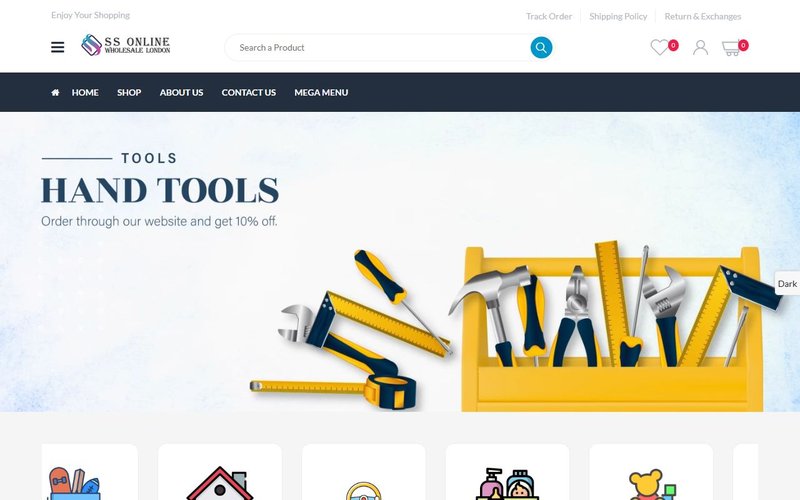 Enjoy Your Shopping
Track Order
Shipping Policy
Return & Exchanges
SS ONLINE
WHOLESALE LONDON
Search a Product
0
0
HOME
SHOP
ABOUT US
CONTACT US
MEGA MENU
TOOLS
HAND TOOLS
Order through our website and get 10% off.
Dark